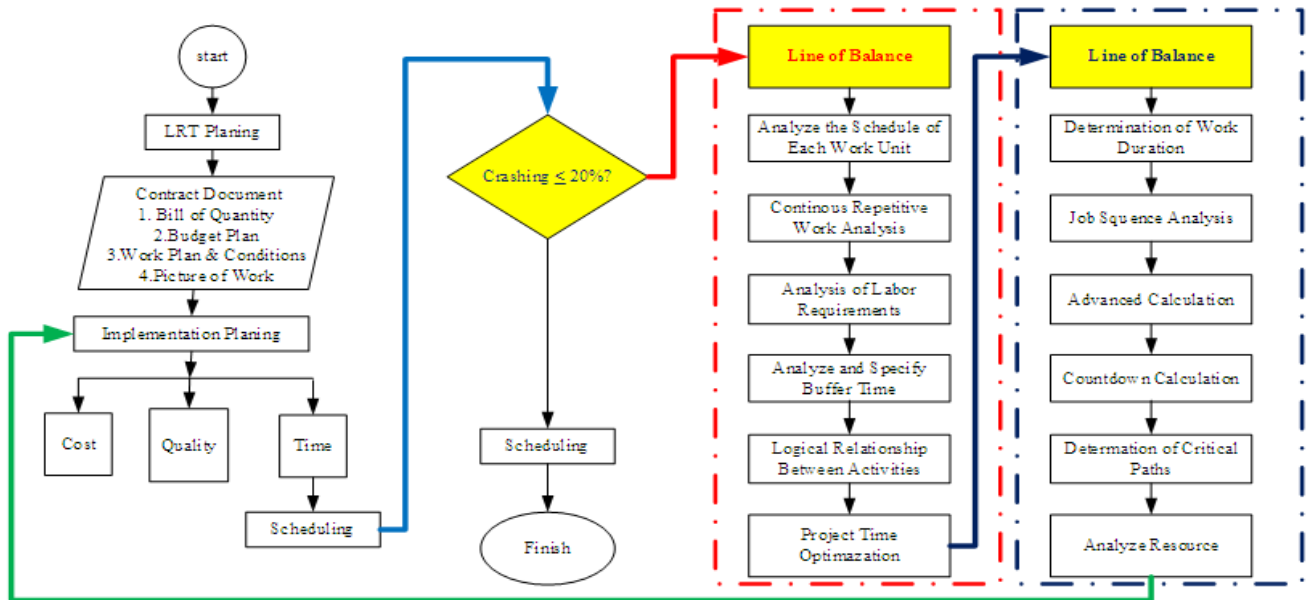 start
LRT Planing
Contract Document
1. Bill of Quantity
2.Budget Plan
3.Work Plan & Conditions
4.Picture of Work
Implementation Planing
Cost
Quality
Time
Scheduling
Crashing ≤ 20%?
Scheduling
Finish
Line of Balance
Analyze the Schedule of
Each Work Unit
Continous Repetitive
Work Analysis
Analysis of Labor
Requirements
Analyze and Specify
Buffer Time
Logical Relationship
Between Activities
Project Time
Optimazation
Line of Balance
Determination of Work
Duration
Job Squence Analysis
Advanced Calculation
Countdown Calculation
Determation of Critical
Paths
Analyze Resource